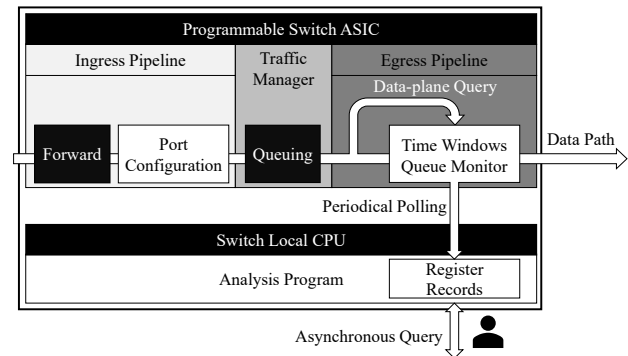 Programmable Switch ASIC
Ingress Pipeline
Traffic
Manager
Egress Pipeline
Data-plane Query
Forward
Port
Configuration
Queuing
Time Windows
Queue Monitor
Data Path
Periodical Polling
Switch Local CPU
Analysis Program
Register
Records
Asynchronous Query